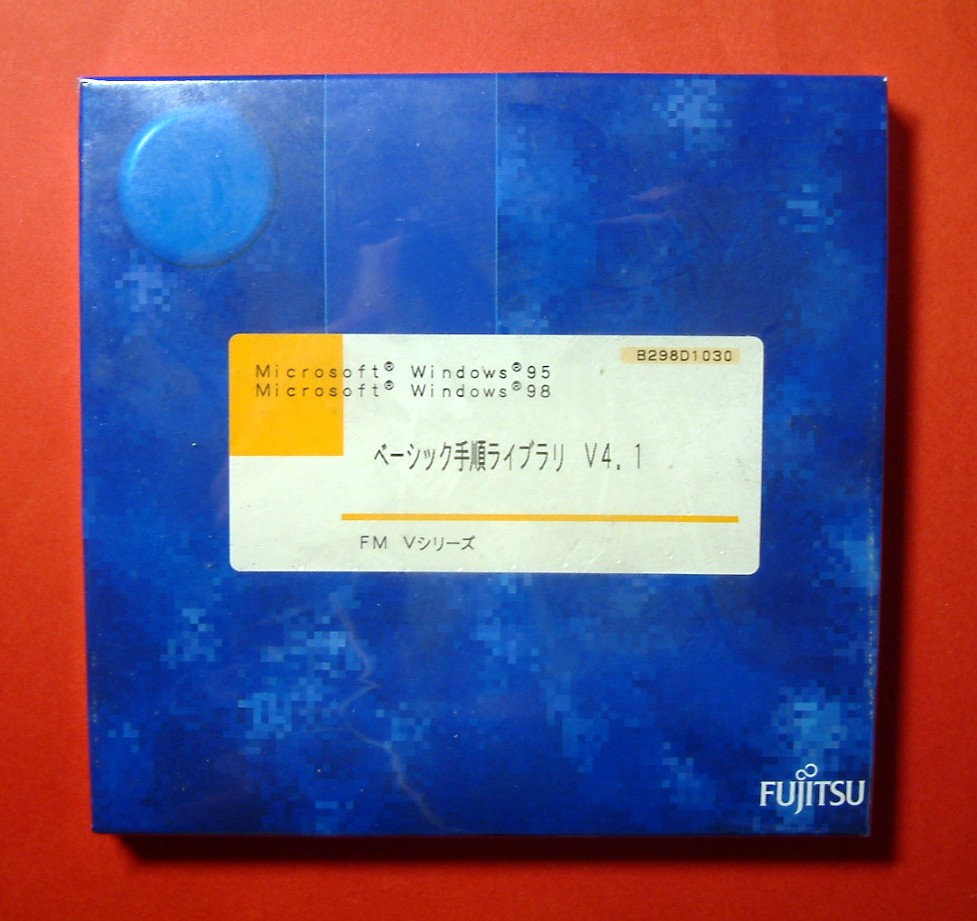 B298D1030
Microsoft® Windows®95
Microsoft® Windows®98
ベーシック手順ライブラリ V4.1
FM Vシリーズ
FUJITSU